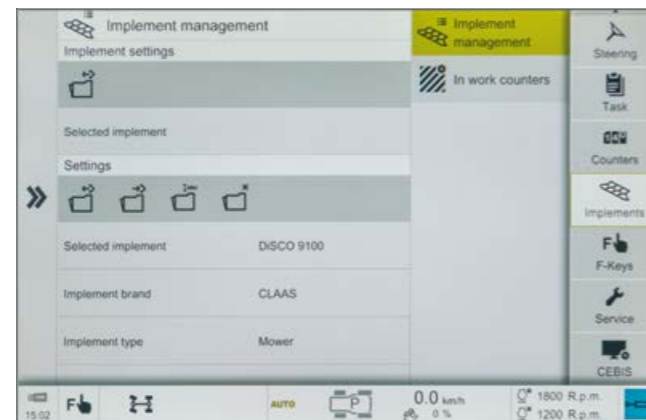 Implement management
Implement settings
Selected implement
Settings
Selected implement DISCO 9100
Implement brand CLAAS
Implement type Mower
Implement management
In work counters
Steering
Task
Counters
Implements
F-Keys
Service
CEBIS
15:02
F
AUTO
P
0.0 km/h
0 %
1800 R.p.m.
1200 R.p.m.